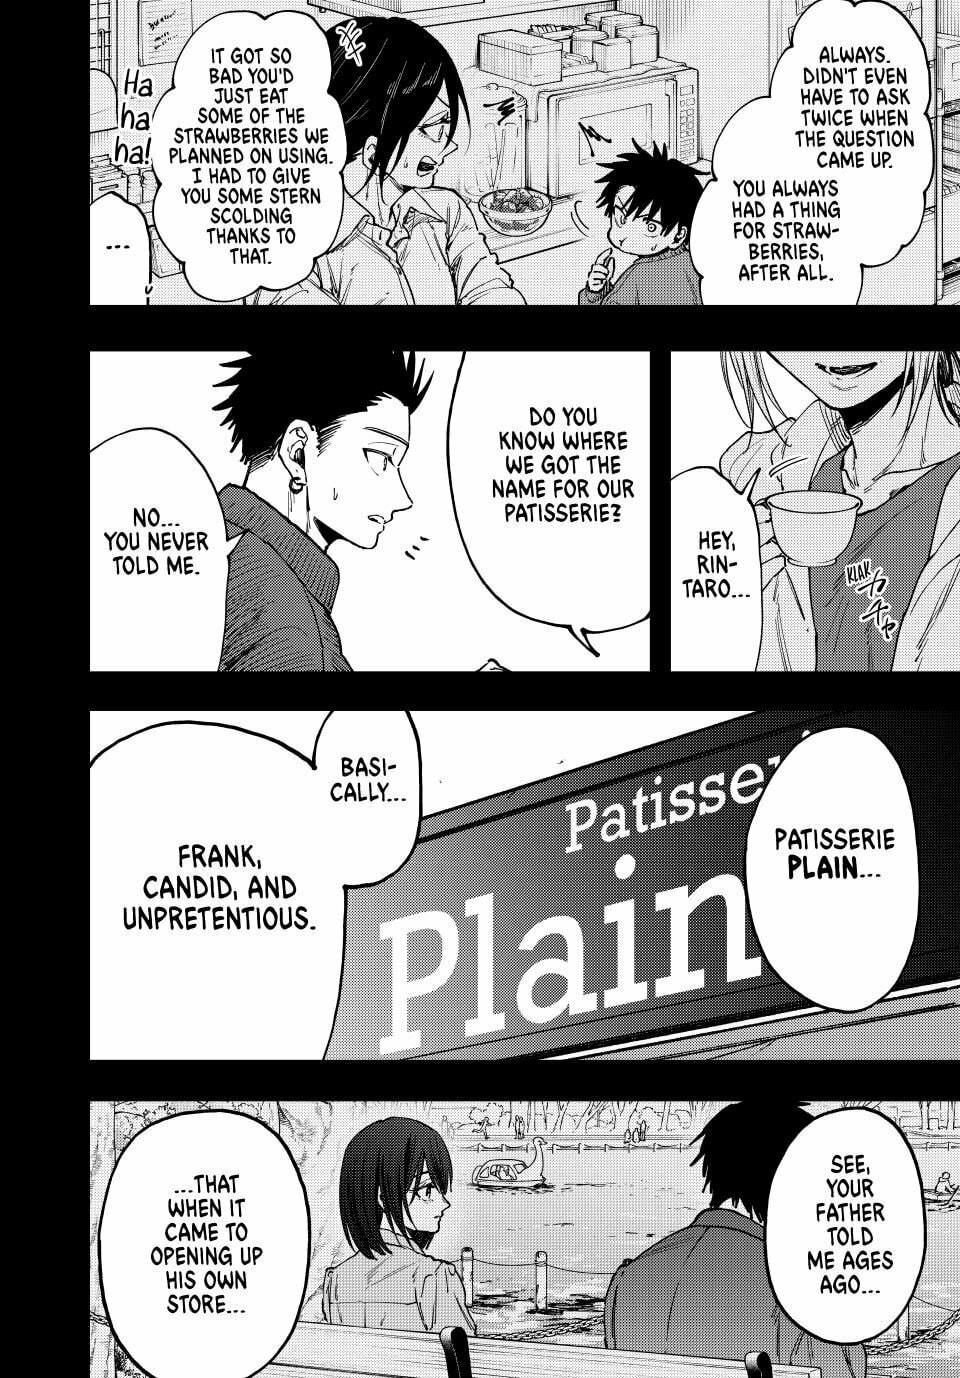 ALWAYS.
DIDN'T EVEN
HAVE TO ASK
TWICE WHEN
THE QUESTION
CAME UP.
YOU ALWAYS
HAD A THING
FOR STRAW-
BERRIES,
AFTER ALL.
IT GOT SO
BAD YOU'D
JUST EAT
SOME OF THE
STRAWBERRIES WE
PLANNED ON USING.
I HAD TO GIVE
YOU SOME STERN
SCOLDING
THANKS TO
THAT.
Ha
ha
ha!
...
HEY,
RIN-
TARO...
KLAK
カチャ
DO YOU
KNOW WHERE
WE GOT THE
NAME FOR OUR
PATISSERIE?
NO...
YOU NEVER
TOLD ME.
PATISSERIE
PLAIN...
Patisseri
Plain
BASI-
CALLY...
FRANK,
CANDID, AND
UNPRETENTIOUS.
SEE,
YOUR
FATHER
TOLD
ME AGES
AGO...
...THAT
WHEN IT
CAME TO
OPENING UP
HIS OWN
STORE...